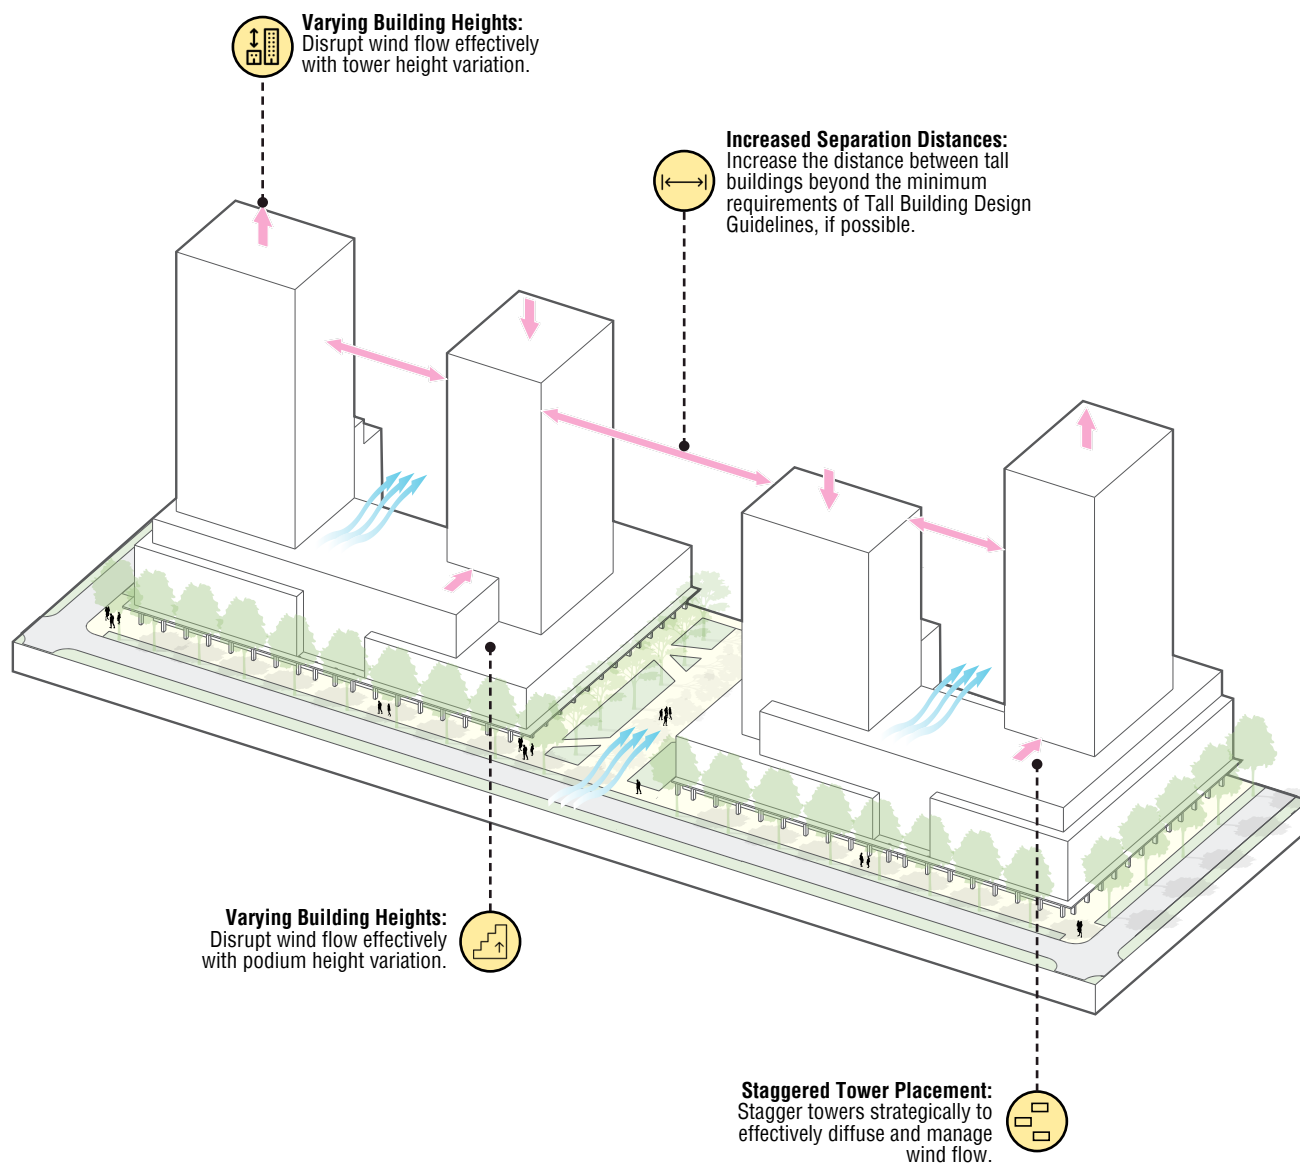 Varying Building Heights:
Disrupt wind flow effectively
with tower height variation.
Increased Separation Distances:
Increase the distance between tall
buildings beyond the minimum
requirements of Tall Building Design
Guidelines, if possible.
Varying Building Heights:
Disrupt wind flow effectively
with podium height variation.
Staggered Tower Placement:
Stagger towers strategically to
effectively diffuse and manage
wind flow.